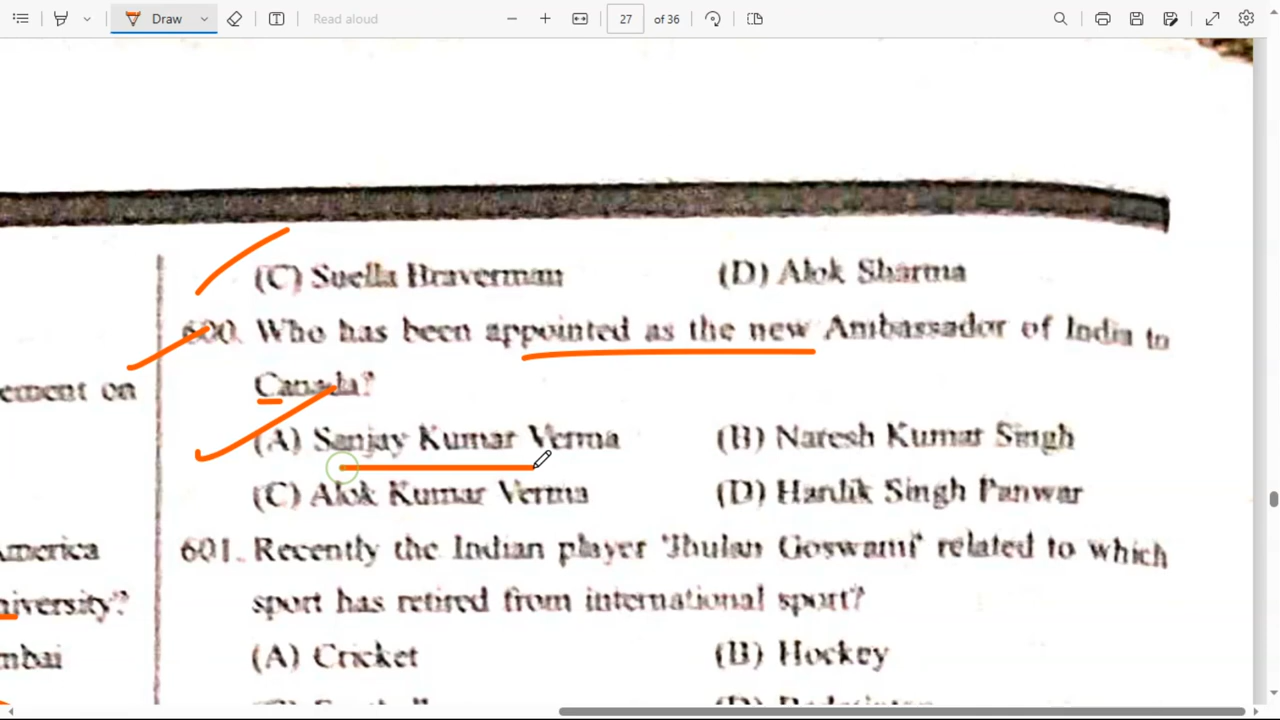 Draw
Read aloud
27 of 36
(C) Suella Braverman (D) Alok Sharma
600. Who has been appointed as the new Ambassador of India to
ement on Canada?
(A) Sanjay Kumar Verma (B) Naresh Kumar Singh
(C) Alok Kumar Verma (D) Hardik Singh Panwar
America 601. Recently the Indian player 'Jhulan Goswami' related to which
niversity? sport has retired from international sport?
mbai (A) Cricket (B) Hockey